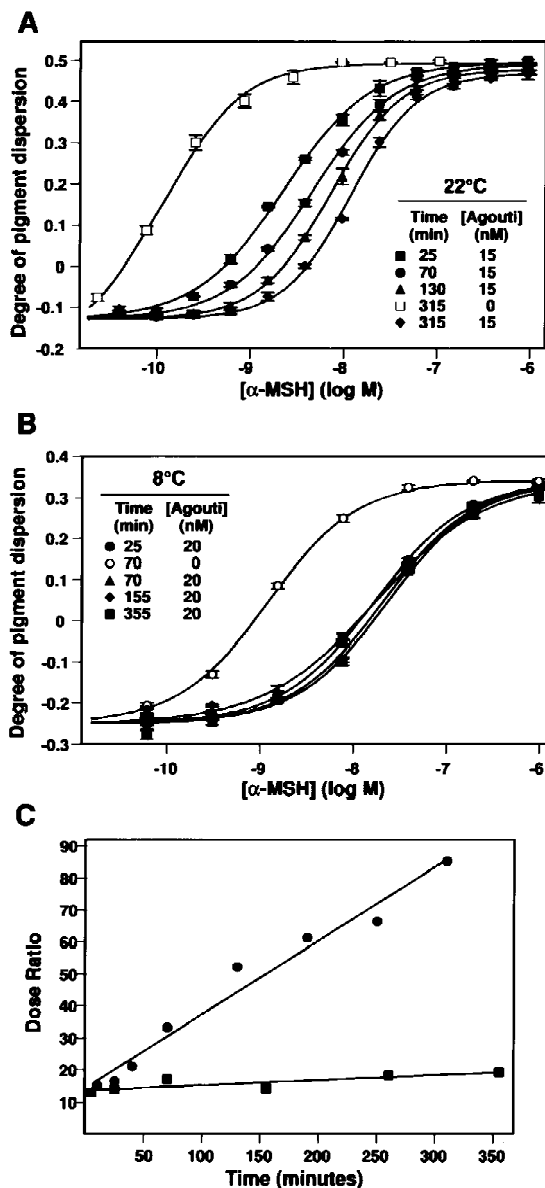 A
Degree of pigment dispersion
0.5
0.4
0.3
0.2
0.1
0
-0.1
-0.2
22°C
Time [Agouti]
(min) (nM)
■ 25 15
● 70 15
▲ 130 15
□ 315 0
◆ 315 15
-10 -9 -8 -7 -6
[α-MSH] (log M)
B
Degree of pigment dispersion
0.4
0.3
0.2
0.1
0
-0.1
-0.2
-0.3
8°C
Time [Agouti]
(min) (nM)
● 25 20
○ 70 0
▲ 70 20
◆ 155 20
■ 355 20
-10 -9 -8 -7 -6
[α-MSH] (log M)
C
Dose Ratio
90
80
70
60
50
40
30
20
10
50 100 150 200 250 300 350
Time (minutes)